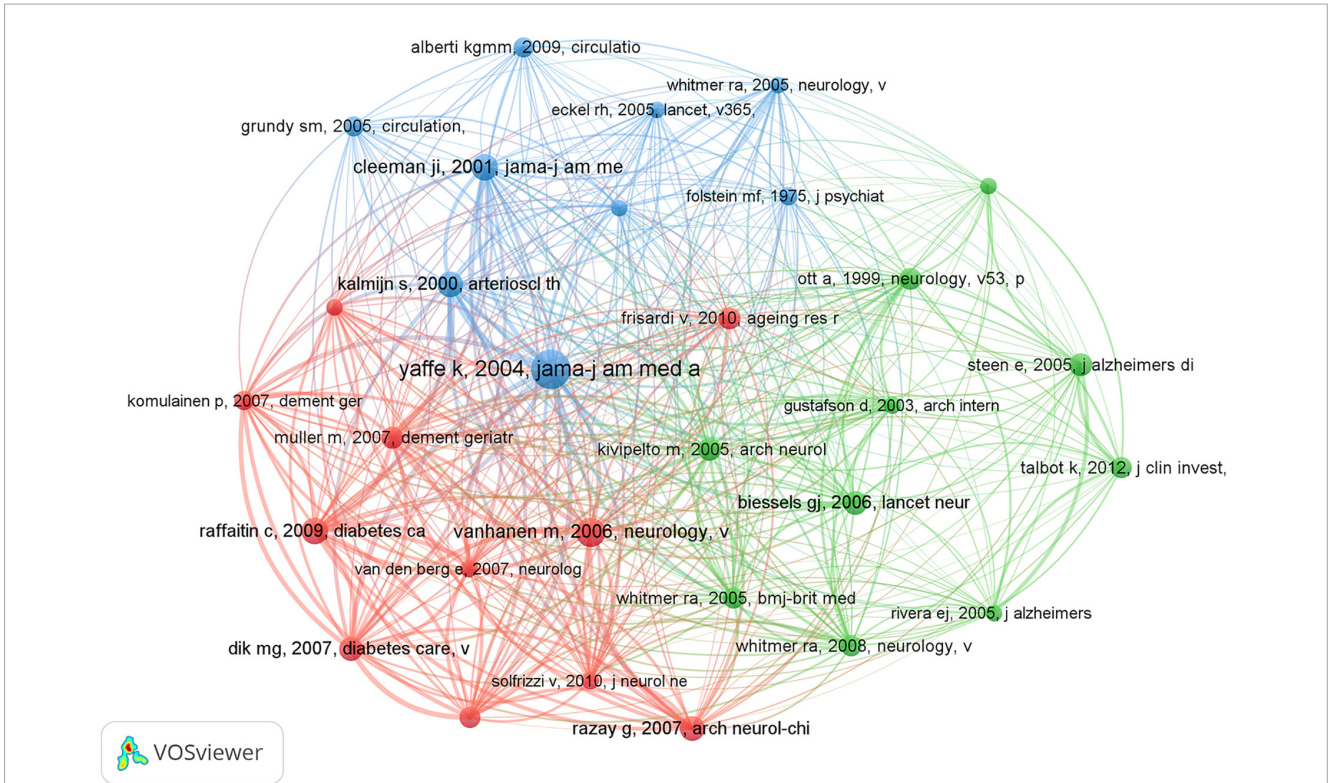 alberti kgmm, 2009, circulatio
whitmer ra, 2005, neurology, v
eckel rh, 2005, lancet, v365,
grundy sm, 2005, circulation,
cleeman ji, 2001, jama-j am me
folstein mf, 1975, j psychiat
ott a, 1999, neurology, v53, p
kalmijn s, 2000, arterioscl th
frisardi v, 2010, ageing res r
yaffe k, 2004, jama-j am med a
steen e, 2005, j alzheimers di
komulainen p, 2007, dement ger
gustafson d, 2003, arch intern
muller m, 2007, dement geriatr
kivipelto m, 2005, arch neurol
talbot k, 2012, j clin invest,
biessels gj, 2006, lancet neur
raffaitin c, 2009, diabetes ca
vanhanen m, 2006, neurology, v
van den berg e, 2007, neurolog
whitmer ra, 2005, bmj-brit med
rivera ej, 2005, j alzheimers
dik mg, 2007, diabetes care, v
whitmer ra, 2008, neurology, v
solfrizzi v, 2010, j neurol ne
razay g, 2007, arch neurol-chi
VOSviewer